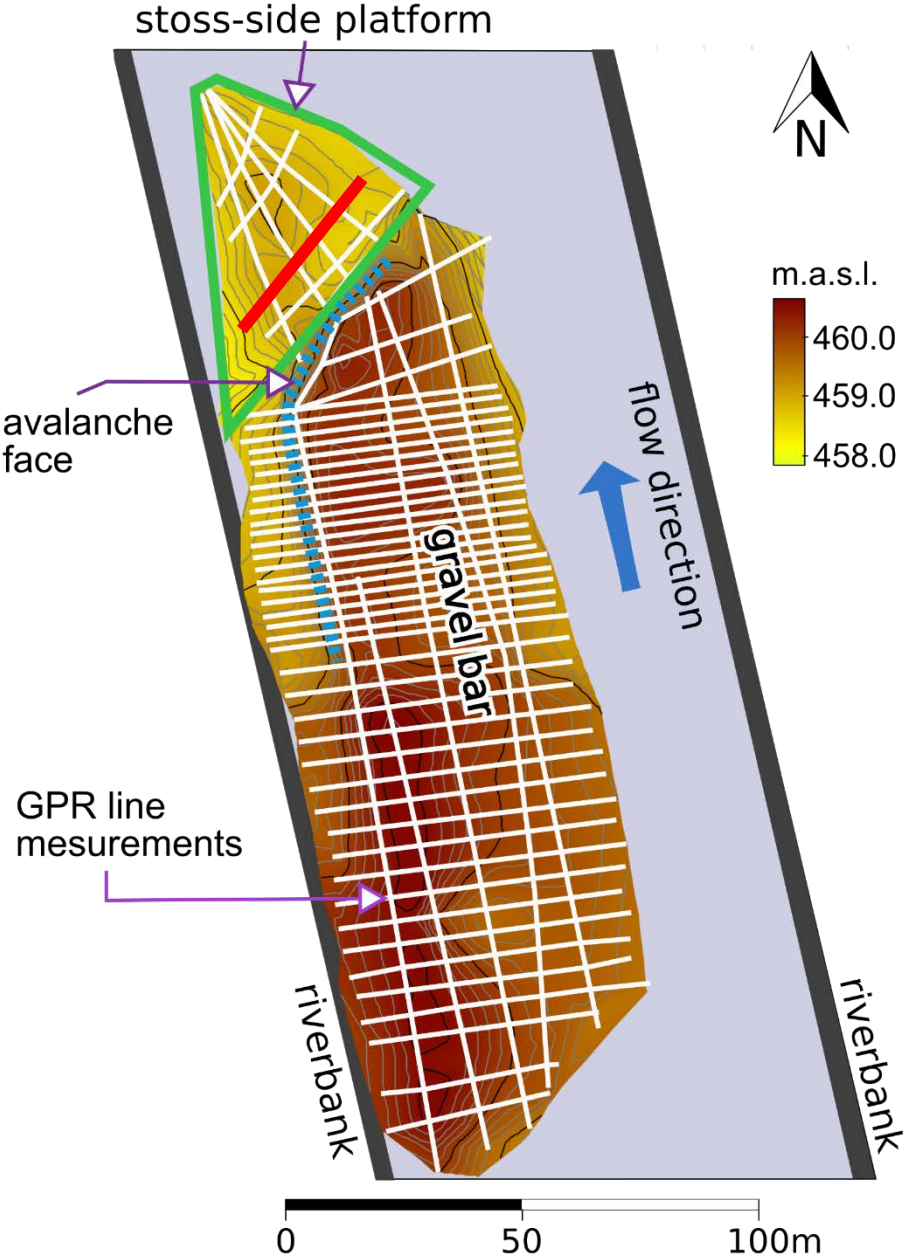 stoss-side platform
N
m.a.s.l.
460.0
459.0
458.0
avalanche
face
flow direction
gravel bar
GPR line
mesurements
riverbank
riverbank
0 50 100m